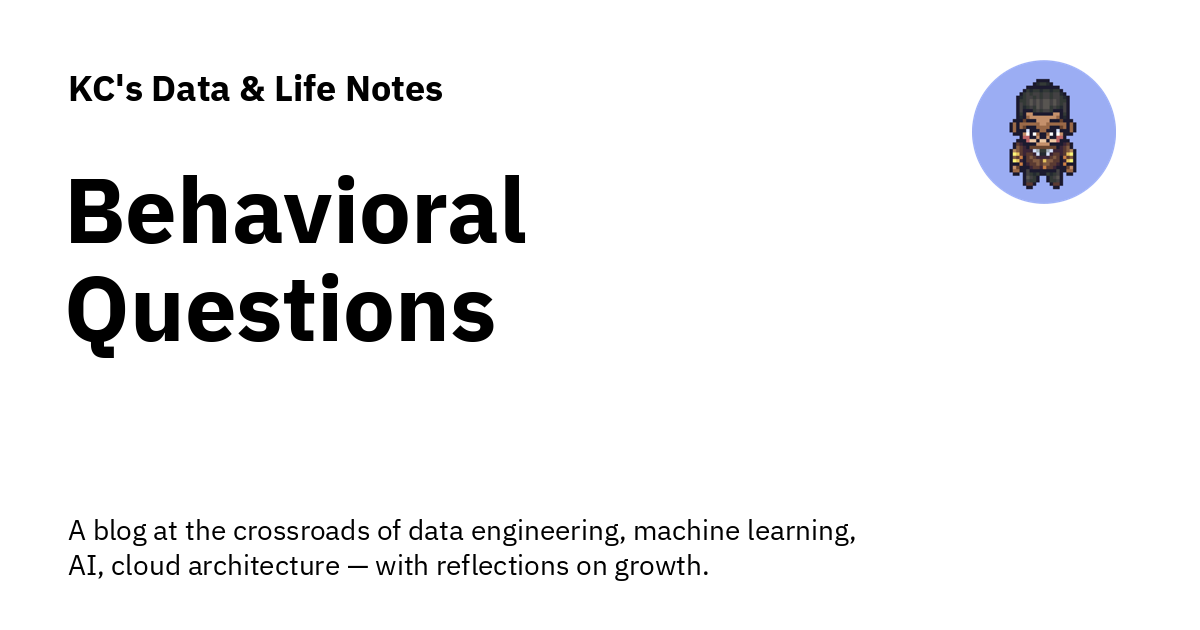 KC's Data & Life Notes
Behavioral
Questions
A blog at the crossroads of data engineering, machine learning,
AI, cloud architecture — with reflections on growth.